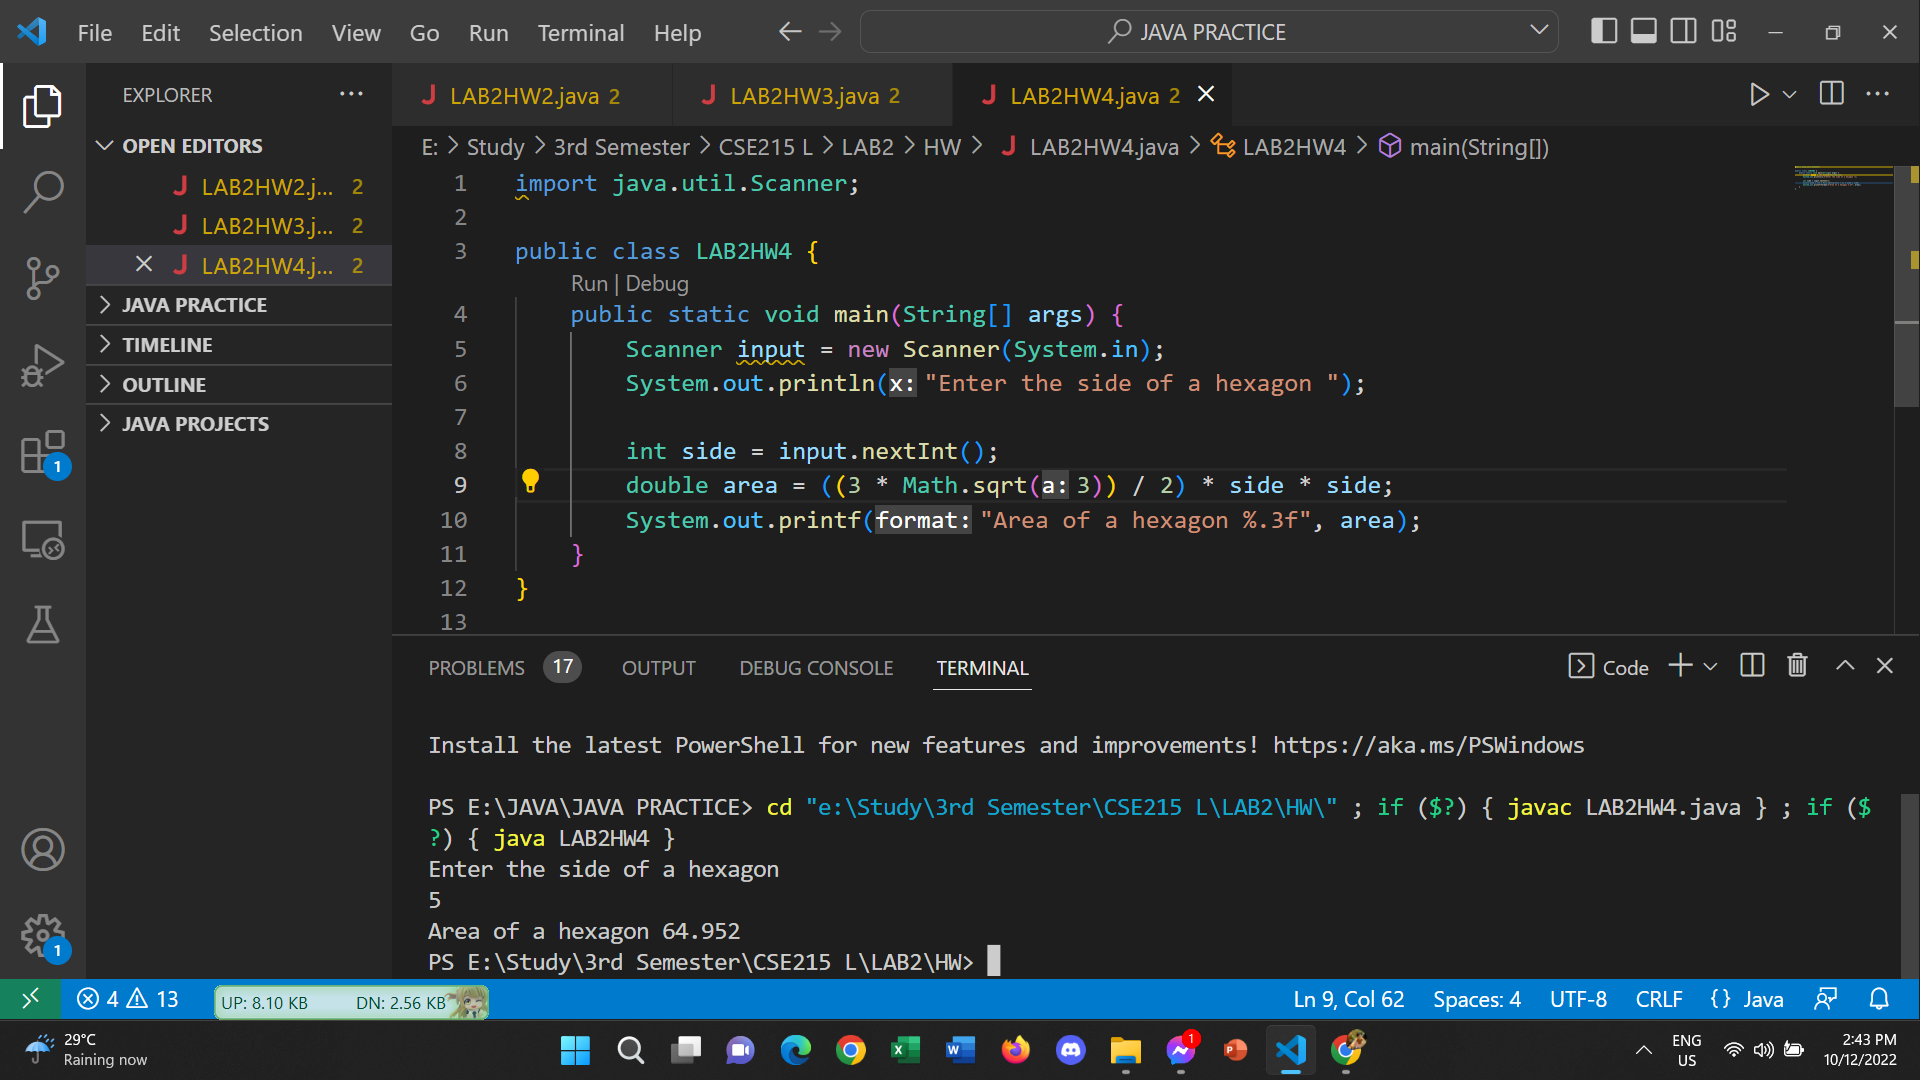 File Edit Selection View Go Run Terminal Help JAVA PRACTICE
EXPLORER
LAB2HW2.java 2 LAB2HW3.java 2 LAB2HW4.java 2
OPEN EDITORS
LAB2HW2.j... 2
LAB2HW3.j... 2
LAB2HW4.j... 2
JAVA PRACTICE
TIMELINE
OUTLINE
JAVA PROJECTS
E: > Study > 3rd Semester > CSE215 L > LAB2 > HW > LAB2HW4.java > LAB2HW4 > main(String[])
1 import java.util.Scanner;
2
3 public class LAB2HW4 {
Run | Debug
4 public static void main(String[] args) {
5 Scanner input = new Scanner(System.in);
6 System.out.println(x: "Enter the side of a hexagon ");
7
8 int side = input.nextInt();
9 double area = ((3 * Math.sqrt(a: 3)) / 2) * side * side;
10 System.out.printf(format: "Area of a hexagon %.3f", area);
11 }
12 }
13
1
1
PROBLEMS 17 OUTPUT DEBUG CONSOLE TERMINAL Code
Install the latest PowerShell for new features and improvements! https://aka.ms/PSWindows
PS E:\JAVA\JAVA PRACTICE> cd "e:\Study\3rd Semester\CSE215 L\LAB2\HW\" ; if ($?) { javac LAB2HW4.java } ; if ($
?) { java LAB2HW4 }
Enter the side of a hexagon
5
Area of a hexagon 64.952
PS E:\Study\3rd Semester\CSE215 L\LAB2\HW>
4 13 UP: 8.10 KB DN: 2.56 KB Ln 9, Col 62 Spaces: 4 UTF-8 CRLF {} Java
29°C
Raining now
1
ENG
US
2:43 PM
10/12/2022